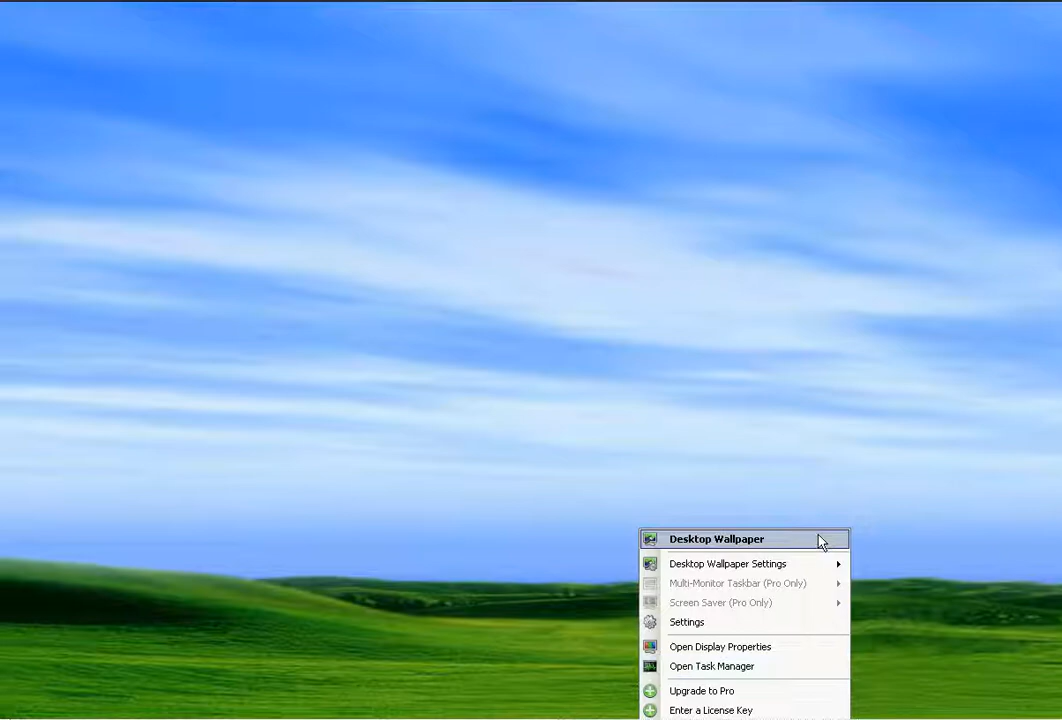 Desktop Wallpaper
Desktop Wallpaper Settings
Multi-Monitor Taskbar (Pro Only)
Screen Saver (Pro Only)
Settings
Open Display Properties
Open Task Manager
Upgrade to Pro
Enter a License Key